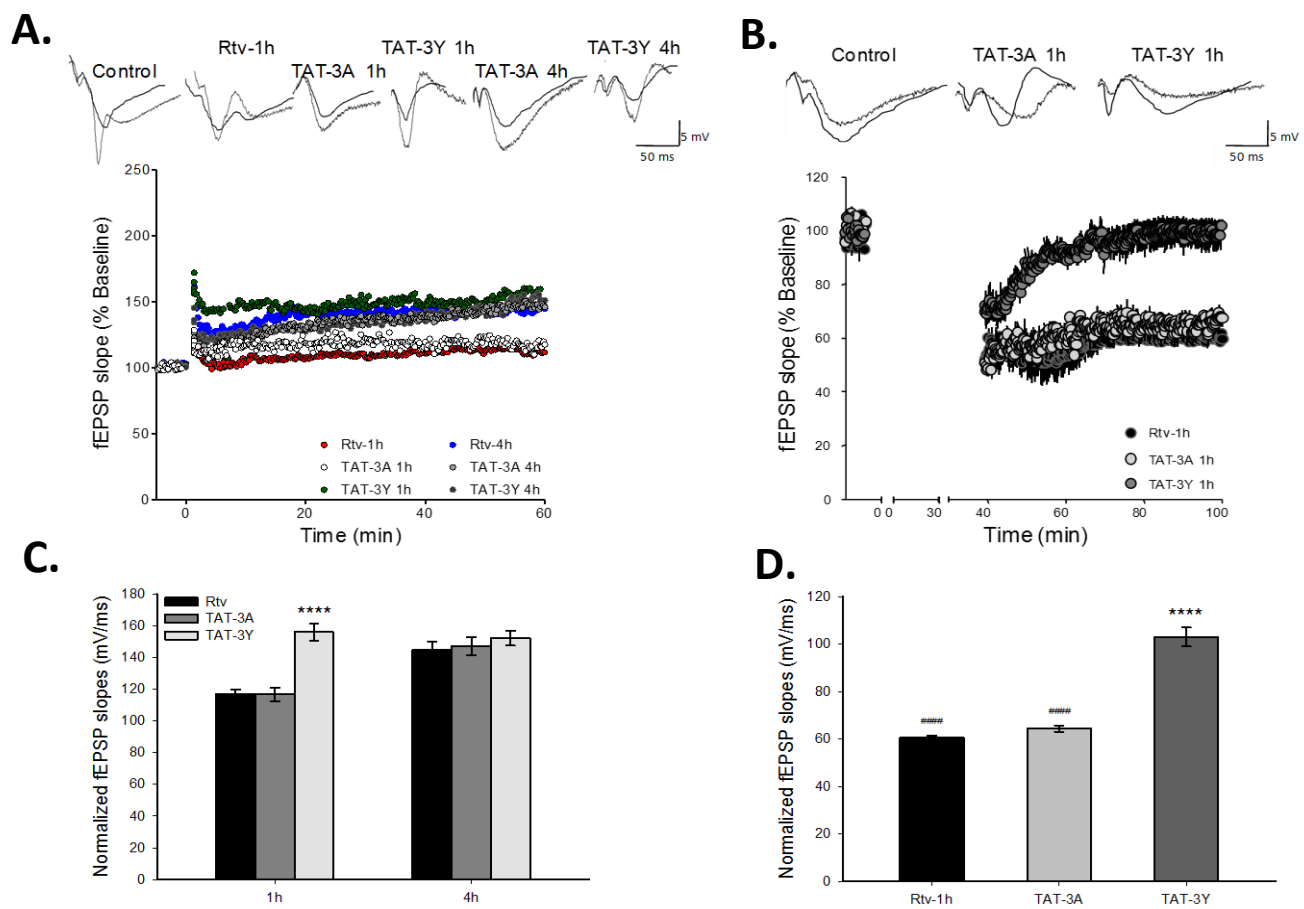 A.
Control
Rtv-1h
TAT-3A 1h
TAT-3Y 1h
TAT-3A 4h
TAT-3Y 4h
5 mV
50 ms
fEPSP slope (% Baseline)
250
200
150
100
50
0
0
20
40
60
Time (min)
Rtv-1h
Rtv-4h
TAT-3A 1h
TAT-3A 4h
TAT-3Y 1h
TAT-3Y 4h
B.
Control
TAT-3A 1h
TAT-3Y 1h
5 mV
50 ms
fEPSP slope (% Baseline)
120
100
80
60
40
20
0
0 0
30
40
60
80
100
Time (min)
Rtv-1h
TAT-3A 1h
TAT-3Y 1h
C.
Normalized fEPSP slopes (mV/ms)
180
160
140
120
100
80
60
40
20
0
Rtv
TAT-3A
TAT-3Y
****
1h
4h
D.
Normalized fEPSP slopes (mV/ms)
120
100
80
60
40
20
0
####
####
****
Rtv-1h
TAT-3A
TAT-3Y